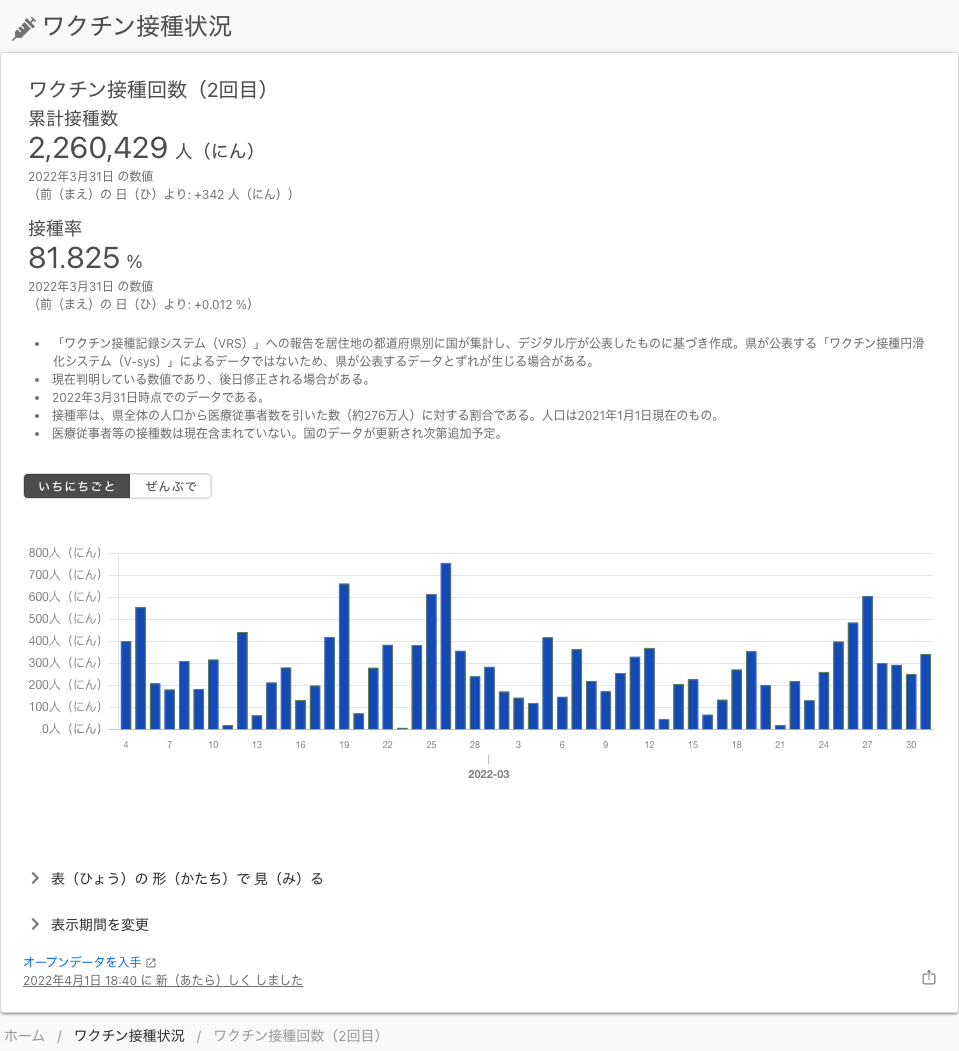 ワクチン接種状況
ワクチン接種回数（2回目）
累計接種数
2,260,429 人（にん）
2022年3月31日 の数値
（前（まえ）の 日（ひ）より: +342 人（にん））
接種率
81.825 %
2022年3月31日 の数値
（前（まえ）の 日（ひ）より: +0.012 %）
• 「ワクチン接種記録システム（VRS）」への報告を居住地の都道府県別に国が集計し、デジタル庁が公表したものに基づき作成。県が公表する「ワクチン接種円滑
化システム（V-sys）」によるデータではないため、県が公表するデータとずれが生じる場合がある。
• 現在判明している数値であり、後日修正される場合がある。
• 2022年3月31日時点でのデータである。
• 接種率は、県全体の人口から医療従事者数を引いた数（約276万人）に対する割合である。人口は2021年1月1日現在のもの。
• 医療従事者等の接種数は現在含まれていない。国のデータが更新され次第追加予定。
いちにちごと ぜんぶで
800人（にん）
700人（にん）
600人（にん）
500人（にん）
400人（にん）
300人（にん）
200人（にん）
100人（にん）
0人（にん）
4 7 10 13 16 19 22 25 28 3 6 9 12 15 18 21 24 27 30
2022-03
表（ひょう）の 形（かたち）で 見（み）る
表示期間を変更
オープンデータを入手
2022年4月1日 18:40 に 新（あたら）しく しました
ホーム / ワクチン接種状況 / ワクチン接種回数（2回目）